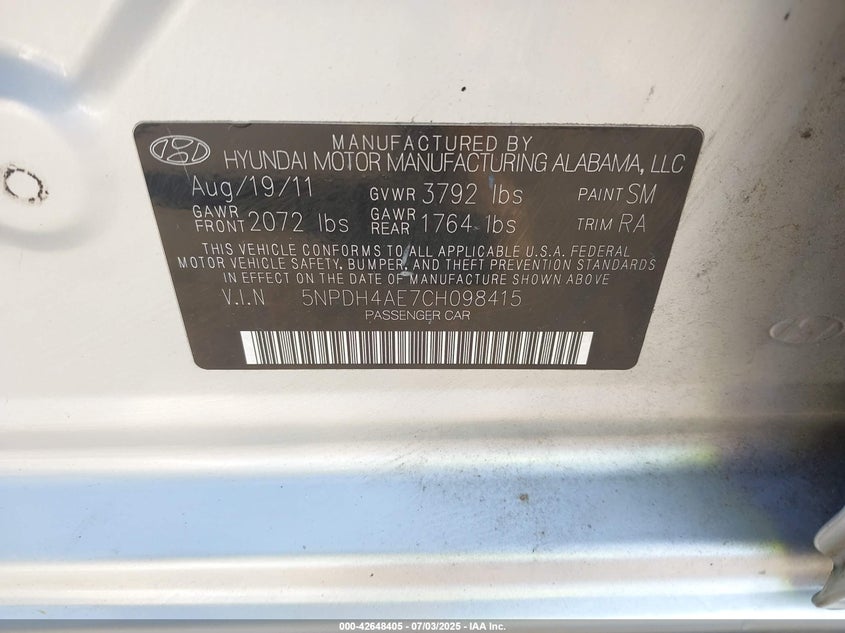 MANUFACTURED BY
HYUNDAI MOTOR MANUFACTURING ALABAMA, LLC
Aug/19/11 GVWR 3792 lbs PAINT SM
GAWR FRONT 2072 lbs GAWR REAR 1764 lbs TRIM RA
THIS VEHICLE CONFORMS TO ALL APPLICABLE U.S.A. FEDERAL
MOTOR VEHICLE SAFETY, BUMPER, AND THEFT PREVENTION STANDARDS
IN EFFECT ON THE DATE OF MANUFACTURE SHOWN ABOVE
V.I.N 5NPDH4AE7CH098415
PASSENGER CAR
000-42648405 - 07/03/2025 - IAA Inc.